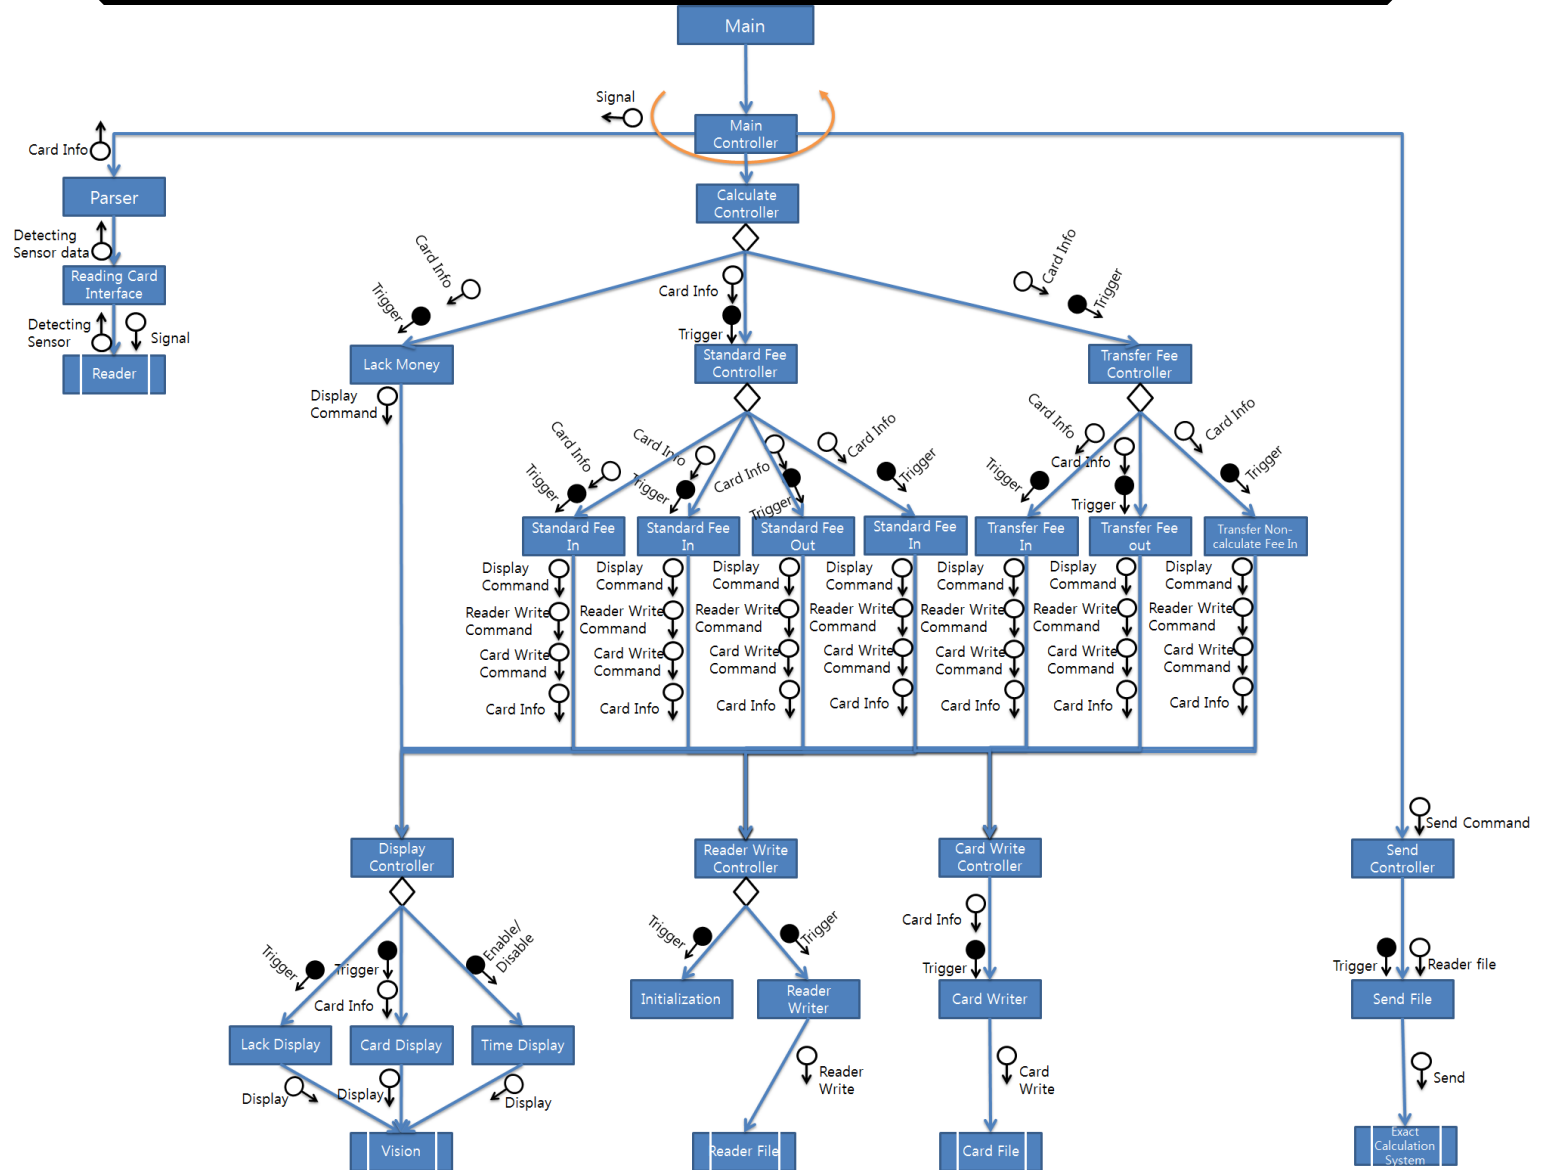 Main
Signal
Main
Controller
Card Info
Parser
Calculate
Controller
Detecting
Sensor data
Reading Card
Interface
Detecting
Sensor
Signal
Reader
Card Info
Trigger
Card Info
Trigger
Card Info
Trigger
Lack Money
Standard Fee
Controller
Transfer Fee
Controller
Display
Command
Card Info
Trigger
Card Info
Trigger
Card Info
Trigger
Card Info
Trigger
Card Info
Trigger
Card Info
Trigger
Card Info
Trigger
Standard Fee
In
Standard Fee
In
Standard Fee
Out
Standard Fee
In
Transfer Fee
In
Transfer Fee
out
Transfer Non-
calculate Fee In
Display
Command
Reader Write
Command
Card Write
Command
Card Info
Display
Command
Reader Write
Command
Card Write
Command
Card Info
Display
Command
Reader Write
Command
Card Write
Command
Card Info
Display
Command
Reader Write
Command
Card Write
Command
Card Info
Display
Command
Reader Write
Command
Card Write
Command
Card Info
Display
Command
Reader Write
Command
Card Write
Command
Card Info
Display
Command
Reader Write
Command
Card Write
Command
Card Info
Send Command
Display
Controller
Reader Write
Controller
Card Write
Controller
Send
Controller
Trigger
Trigger
Card Info
Enable/
Disable
Trigger
Trigger
Card Info
Trigger
Trigger
Reader file
Initialization
Reader
Writer
Card Writer
Send File
Lack Display
Card Display
Time Display
Display
Display
Display
Reader
Write
Card
Write
Send
Vision
Reader File
Card File
Exact
Calculation
System